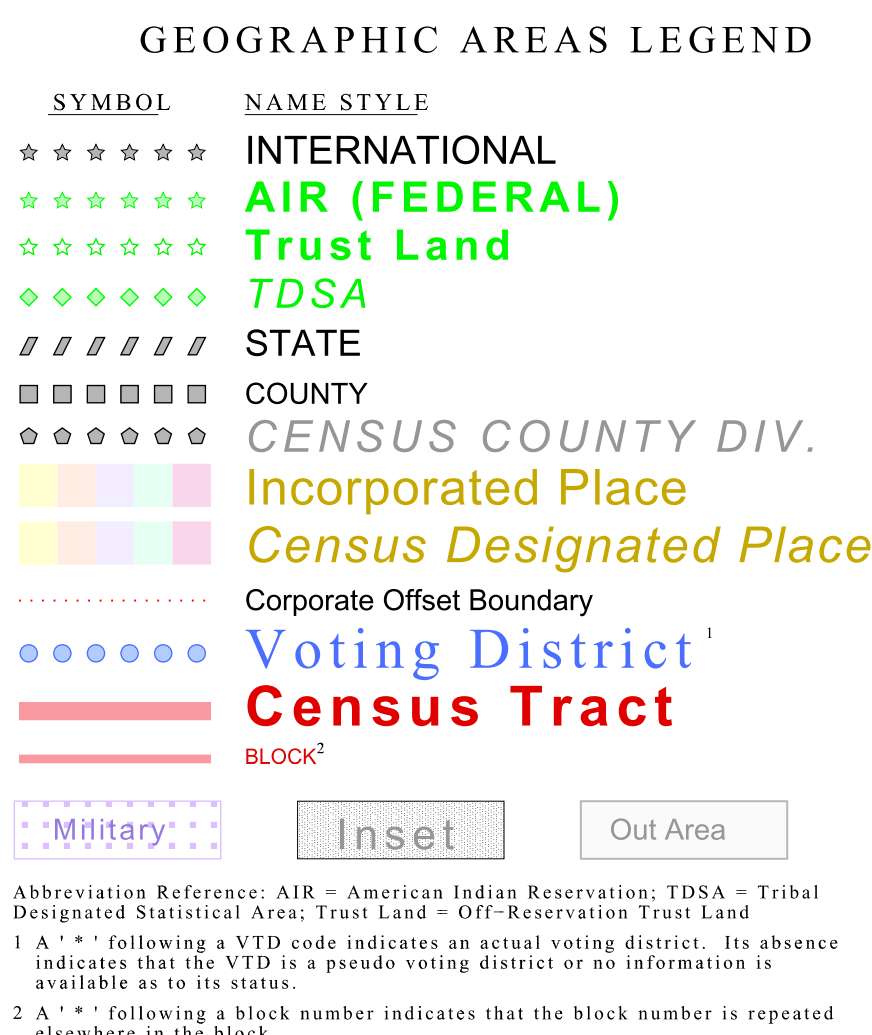 GEOGRAPHIC AREAS LEGEND
SYMBOL NAME STYLE
INTERNATIONAL
AIR (FEDERAL)
Trust Land
TDSA
STATE
COUNTY
CENSUS COUNTY DIV.
Incorporated Place
Census Designated Place
Corporate Offset Boundary
Voting District 1
Census Tract
BLOCK2
Military Inset Out Area
Abbreviation Reference: AIR = American Indian Reservation; TDSA = Tribal
Designated Statistical Area; Trust Land = Off-Reservation Trust Land
1 A ' * ' following a VTD code indicates an actual voting district. Its absence
indicates that the VTD is a pseudo voting district or no information is
available as to its status.
2 A ' * ' following a block number indicates that the block number is repeated
elsewhere in the block